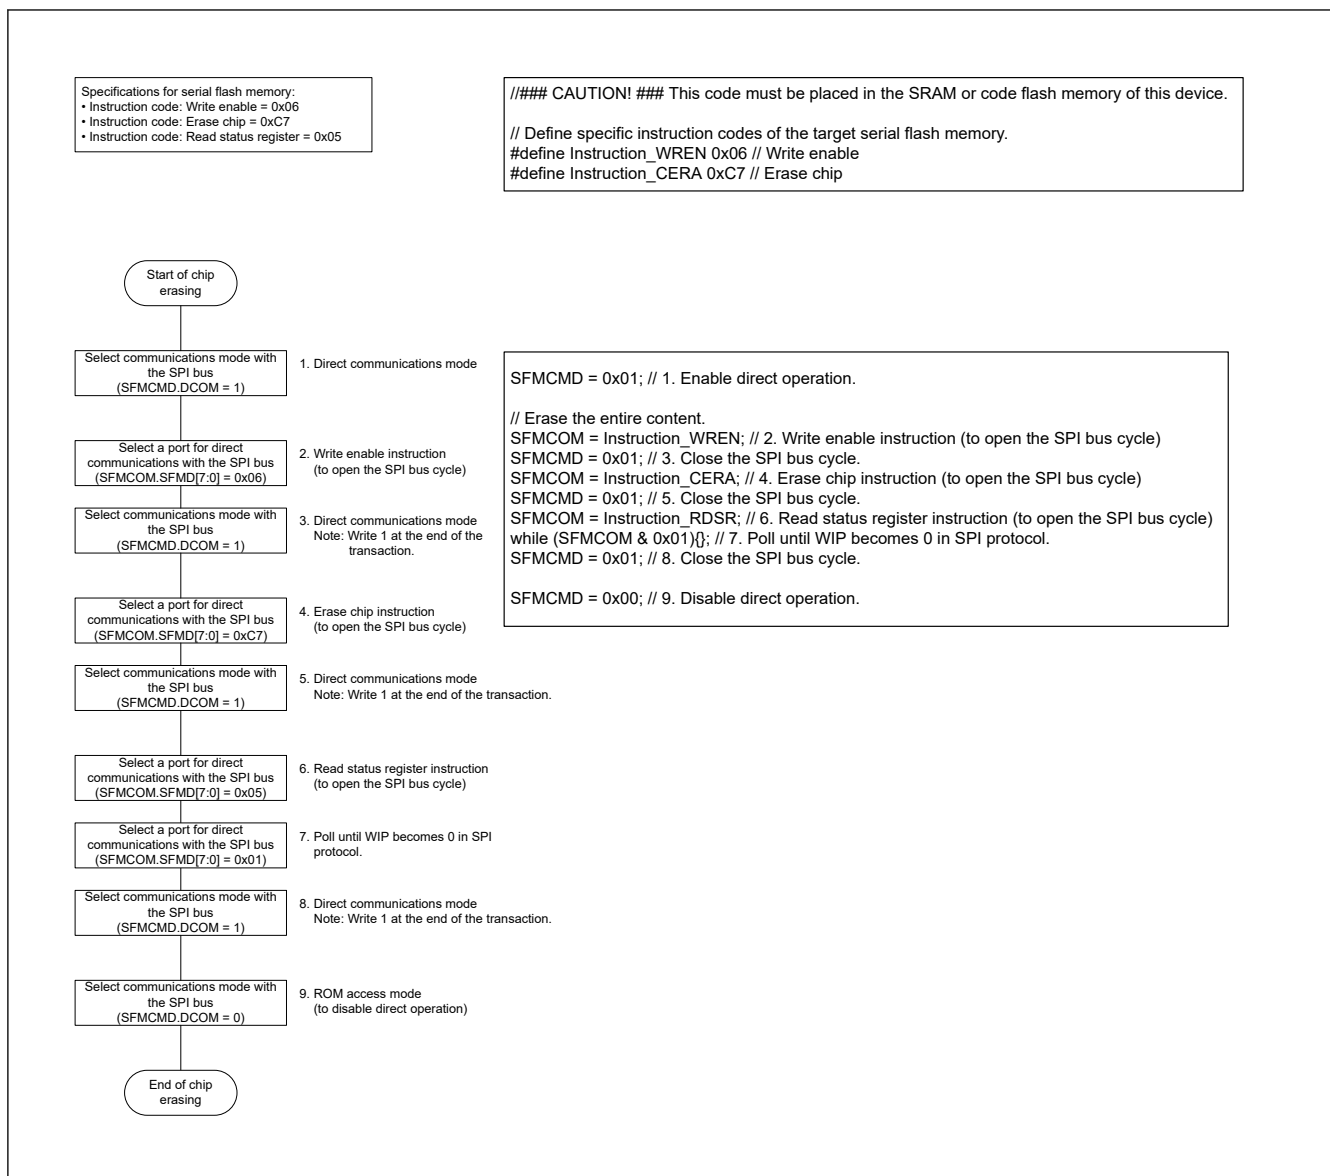 Specifications for serial flash memory:
• Instruction code: Write enable = 0x06
• Instruction code: Erase chip = 0xC7
• Instruction code: Read status register = 0x05
//### CAUTION! ### This code must be placed in the SRAM or code flash memory of this device.
// Define specific instruction codes of the target serial flash memory.
#define Instruction_WREN 0x06 // Write enable
#define Instruction_CERA 0xC7 // Erase chip
Start of chip
erasing
Select communications mode with
the SPI bus
(SFMCMD.DCOM = 1)
1. Direct communications mode
Select a port for direct
communications with the SPI bus
(SFMCOM.SFMD[7:0] = 0x06)
2. Write enable instruction
(to open the SPI bus cycle)
Select communications mode with
the SPI bus
(SFMCMD.DCOM = 1)
3. Direct communications mode
Note: Write 1 at the end of the
transaction.
Select a port for direct
communications with the SPI bus
(SFMCOM.SFMD[7:0] = 0xC7)
4. Erase chip instruction
(to open the SPI bus cycle)
Select communications mode with
the SPI bus
(SFMCMD.DCOM = 1)
5. Direct communications mode
Note: Write 1 at the end of the transaction.
Select a port for direct
communications with the SPI bus
(SFMCOM.SFMD[7:0] = 0x05)
6. Read status register instruction
(to open the SPI bus cycle)
Select a port for direct
communications with the SPI bus
(SFMCOM.SFMD[7:0] = 0x01)
7. Poll until WIP becomes 0 in SPI
protocol.
Select communications mode with
the SPI bus
(SFMCMD.DCOM = 1)
8. Direct communications mode
Note: Write 1 at the end of the transaction.
Select communications mode with
the SPI bus
(SFMCMD.DCOM = 0)
9. ROM access mode
(to disable direct operation)
End of chip
erasing
SFMCMD = 0x01; // 1. Enable direct operation.
// Erase the entire content.
SFMCOM = Instruction_WREN; // 2. Write enable instruction (to open the SPI bus cycle)
SFMCMD = 0x01; // 3. Close the SPI bus cycle.
SFMCOM = Instruction_CERA; // 4. Erase chip instruction (to open the SPI bus cycle)
SFMCMD = 0x01; // 5. Close the SPI bus cycle.
SFMCOM = Instruction_RDSR; // 6. Read status register instruction (to open the SPI bus cycle)
while (SFMCOM & 0x01){}; // 7. Poll until WIP becomes 0 in SPI protocol.
SFMCMD = 0x01; // 8. Close the SPI bus cycle.
SFMCMD = 0x00; // 9. Disable direct operation.